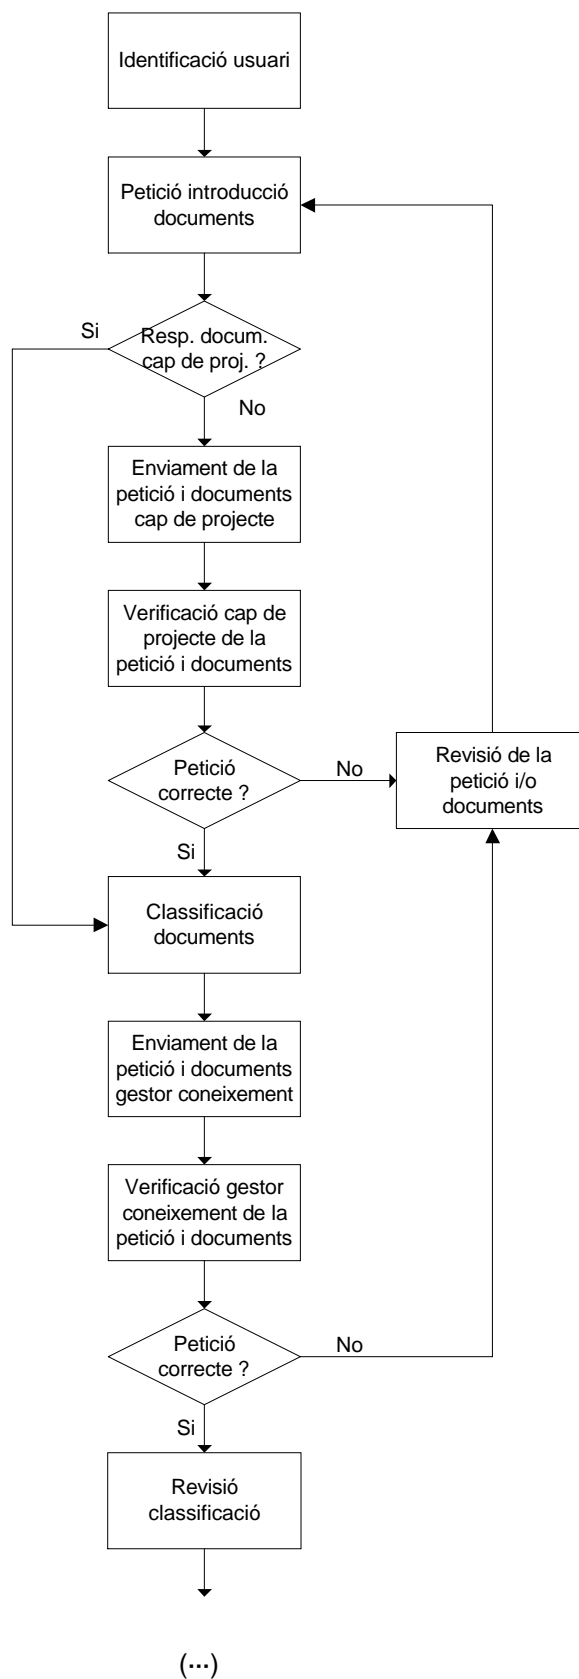 Identificació usuari
Petició introducció
documents
Si
Resp. docum.
cap de proj. ?
No
Enviament de la
petició i documents
cap de projecte
Verificació cap de
projecte de la
petició i documents
Petició
correcte ?
No
Revisió de la
petició i/o
documents
Si
Classificació
documents
Enviament de la
petició i documents
gestor coneixement
Verificació gestor
coneixement de la
petició i documents
Petició
correcte ?
No
Si
Revisió
classificació
(...)